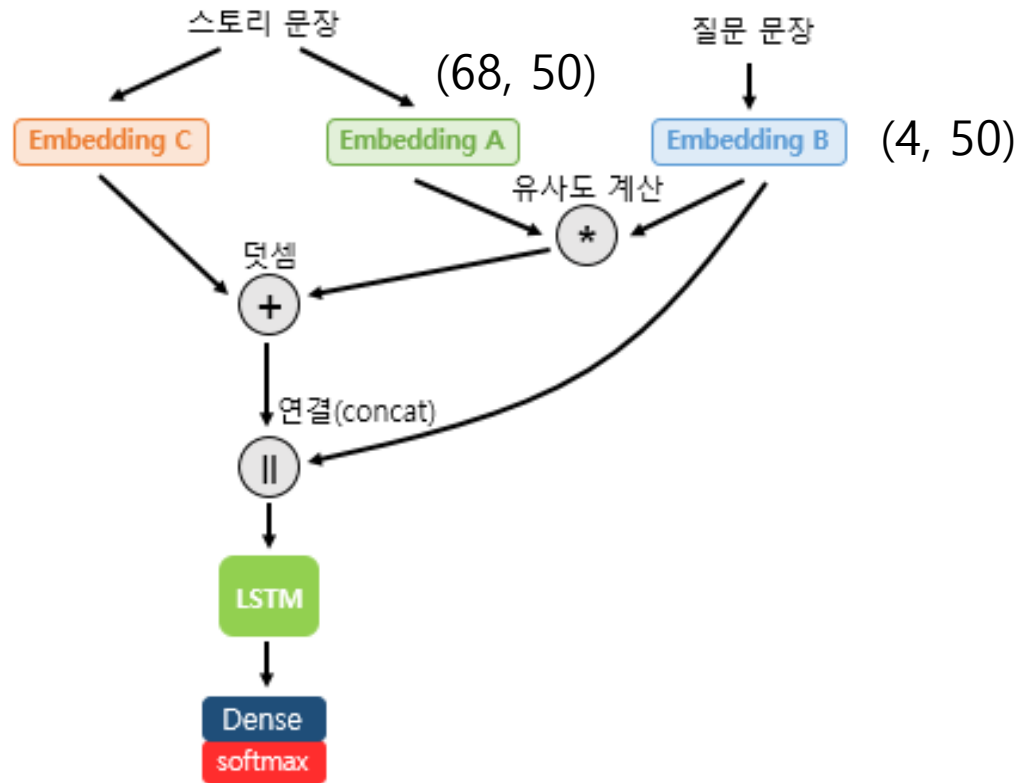 스토리 문장
질문 문장
(68, 50)
Embedding C
Embedding A
Embedding B
(4, 50)
유사도 계산
*
덧셈
+
연결(concat)
||
LSTM
Dense
softmax